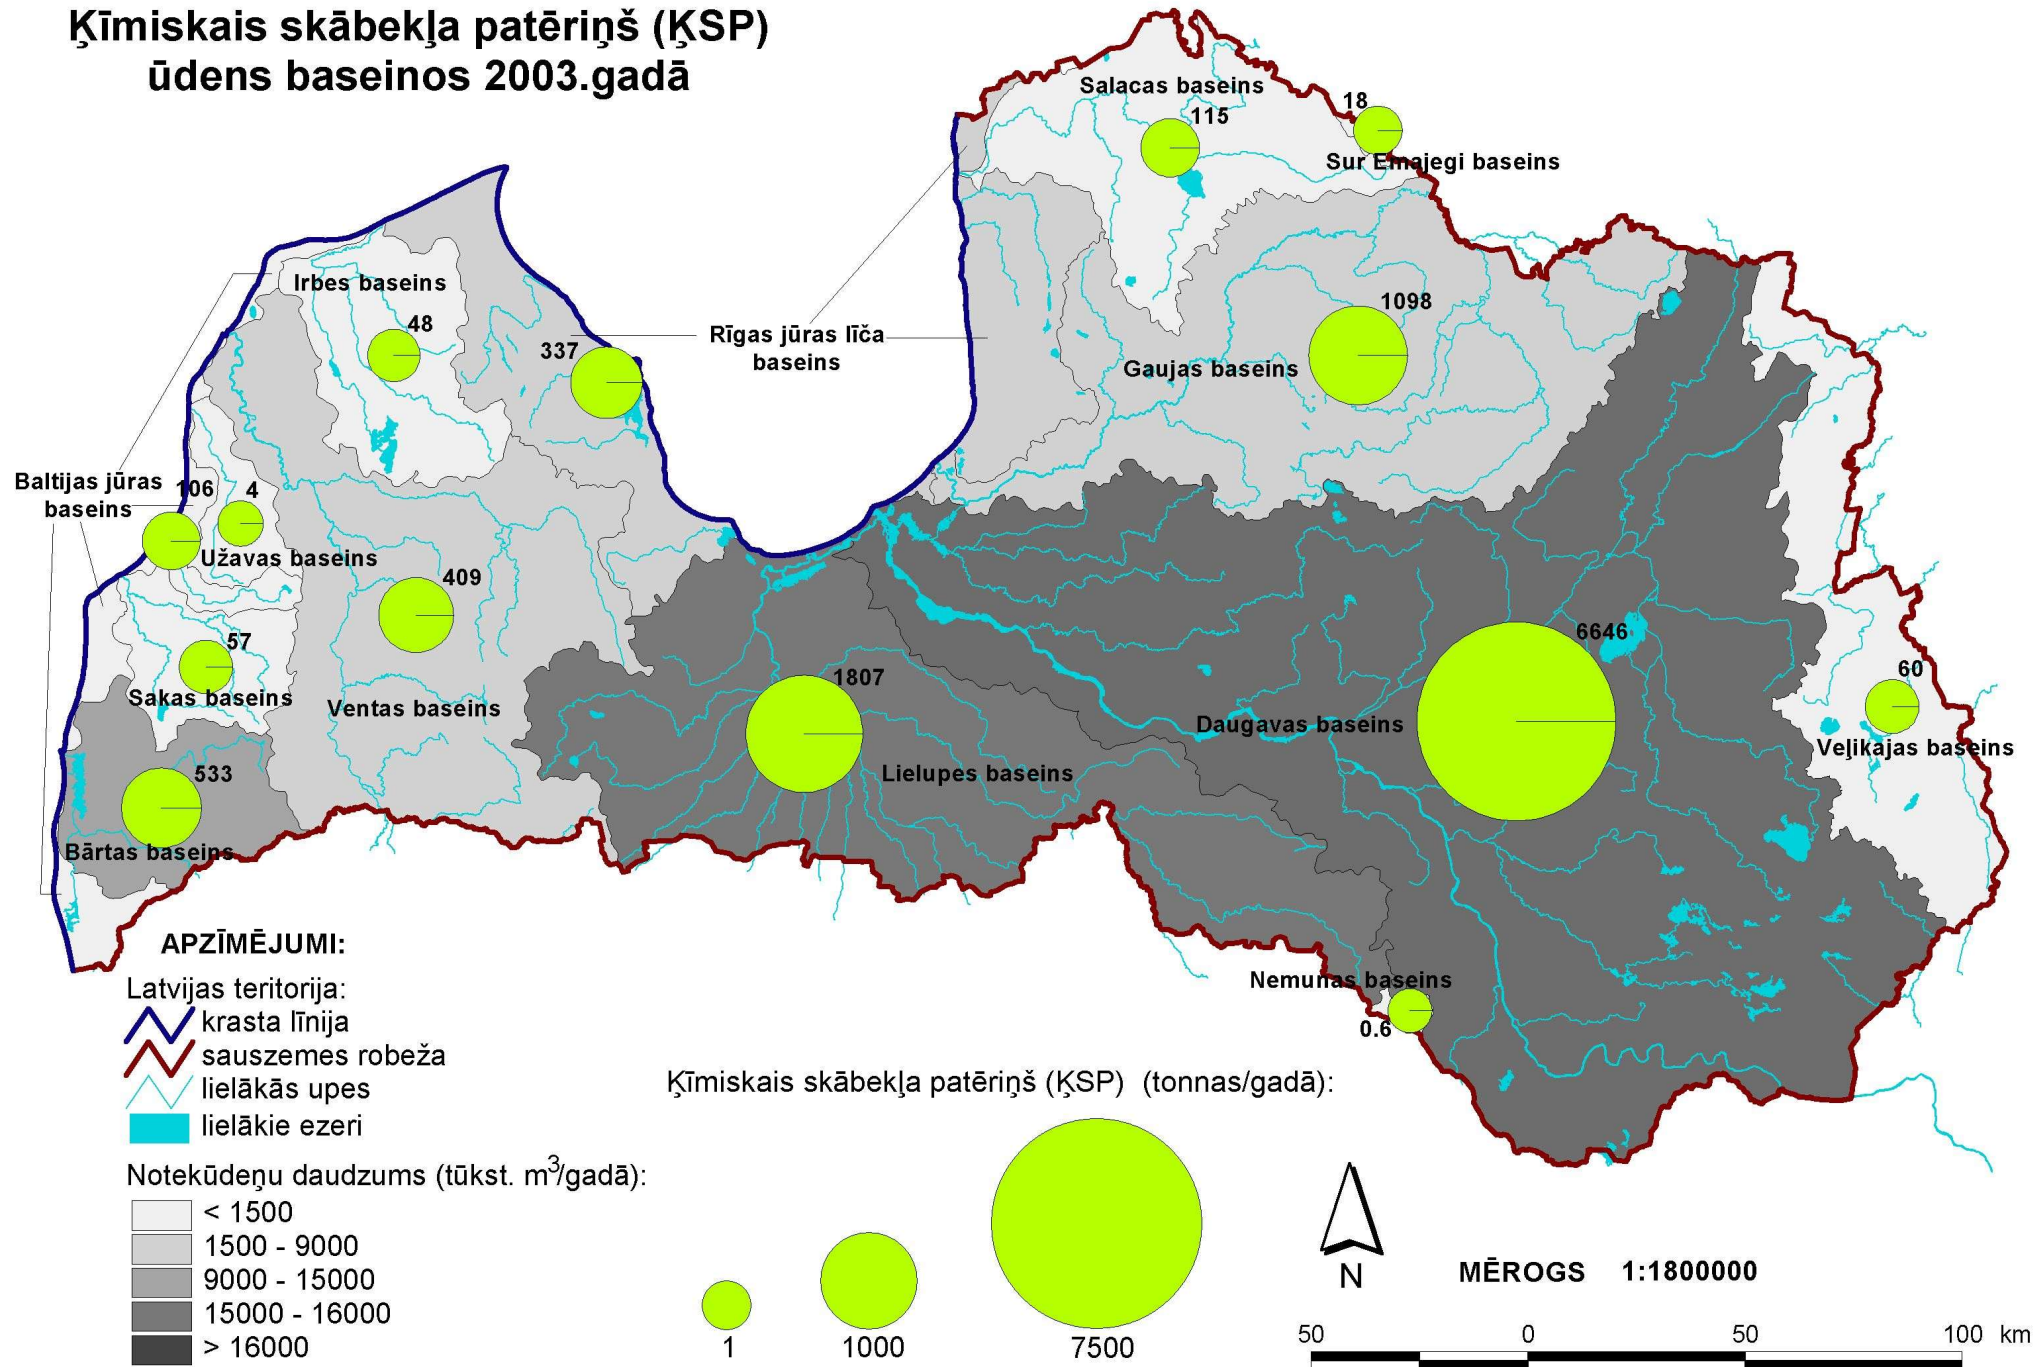 Ķīmiskais skābekļa patēriņš (ĶSP)
ūdens baseinos 2003.gadā
Salacas baseins
115
18
Sur Emajegi baseins
Irbes baseins
48
337
Rīgas jūras līča
baseins
1098
Gaujas baseins
Baltijas jūras
baseins
106
4
Užavas baseins
409
57
Sakas baseins
Ventas baseins
1807
Lielupes baseins
6646
Daugavas baseins
60
Veļikajas baseins
533
Bārtas baseins
Nemunas baseins
0.6
APZĪMĒJUMI:
Latvijas teritorija:
krasta līnija
sauszemes robeža
lielākās upes
lielākie ezeri
Notekūdeņu daudzums (tūkst. m³/gadā):
< 1500
1500 - 9000
9000 - 15000
15000 - 16000
> 16000
Ķīmiskais skābekļa patēriņš (ĶSP) (tonnas/gadā):
1
1000
7500
N
MĒROGS 1:1800000
50 0 50 100 km